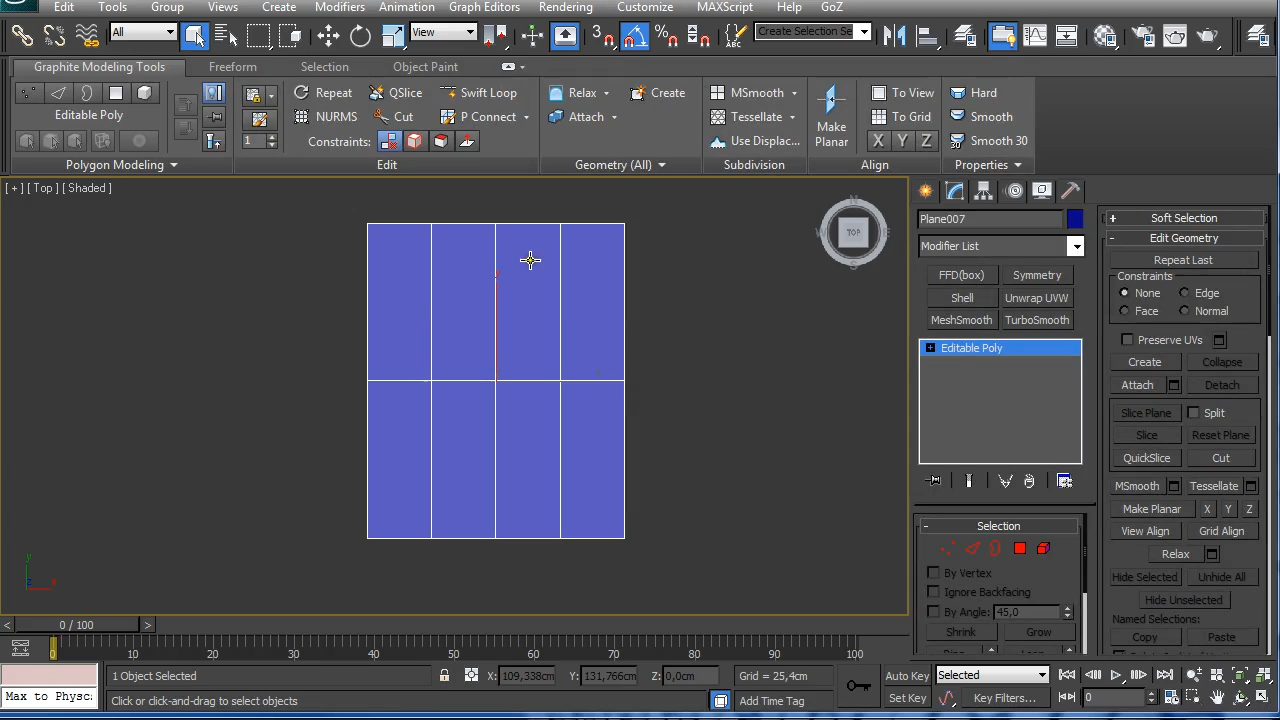 Edit Tools Group Views Create Modifiers Animation Graph Editors Rendering Customize MAXScript Help GoZ
All View 3 Create Selection Se
Graphite Modeling Tools Freeform Selection Object Paint
Repeat QSlice Swift Loop Relax Create MSmooth To View Hard
Editable Poly NURMS Cut P Connect Attach Tessellate Make Planar To Grid Smooth
1 Constraints: Use Displac... X Y Z Smooth 30
Polygon Modeling Edit Geometry (All) Subdivision Align Properties
[ + ] [ Top ] [ Shaded ]
N
W TOP E
S
y
z x
Plane007
Modifier List
FFD(box) Symmetry
Shell Unwrap UVW
MeshSmooth TurboSmooth
+ Editable Poly
- Selection
By Vertex
Ignore Backfacing
By Angle: 45,0
Shrink Grow
+ Soft Selection
- Edit Geometry
Repeat Last
Constraints
None Edge
Face Normal
Preserve UVs
Create Collapse
Attach Detach
Slice Plane Split
Slice Reset Plane
QuickSlice Cut
MSmooth Tessellate
Make Planar X Y Z
View Align Grid Align
Relax
Hide Selected Unhide All
Hide Unselected
Named Selections:
Copy Paste
< 0 / 100 >
0 10 20 30 40 50 60 70 80 90 100
1 Object Selected X: 109,338cm Y: 131,766cm Z: 0,0cm Grid = 25,4cm Auto Key Selected
Max to Physc: Click or click-and-drag to select objects Add Time Tag Set Key Key Filters... 0